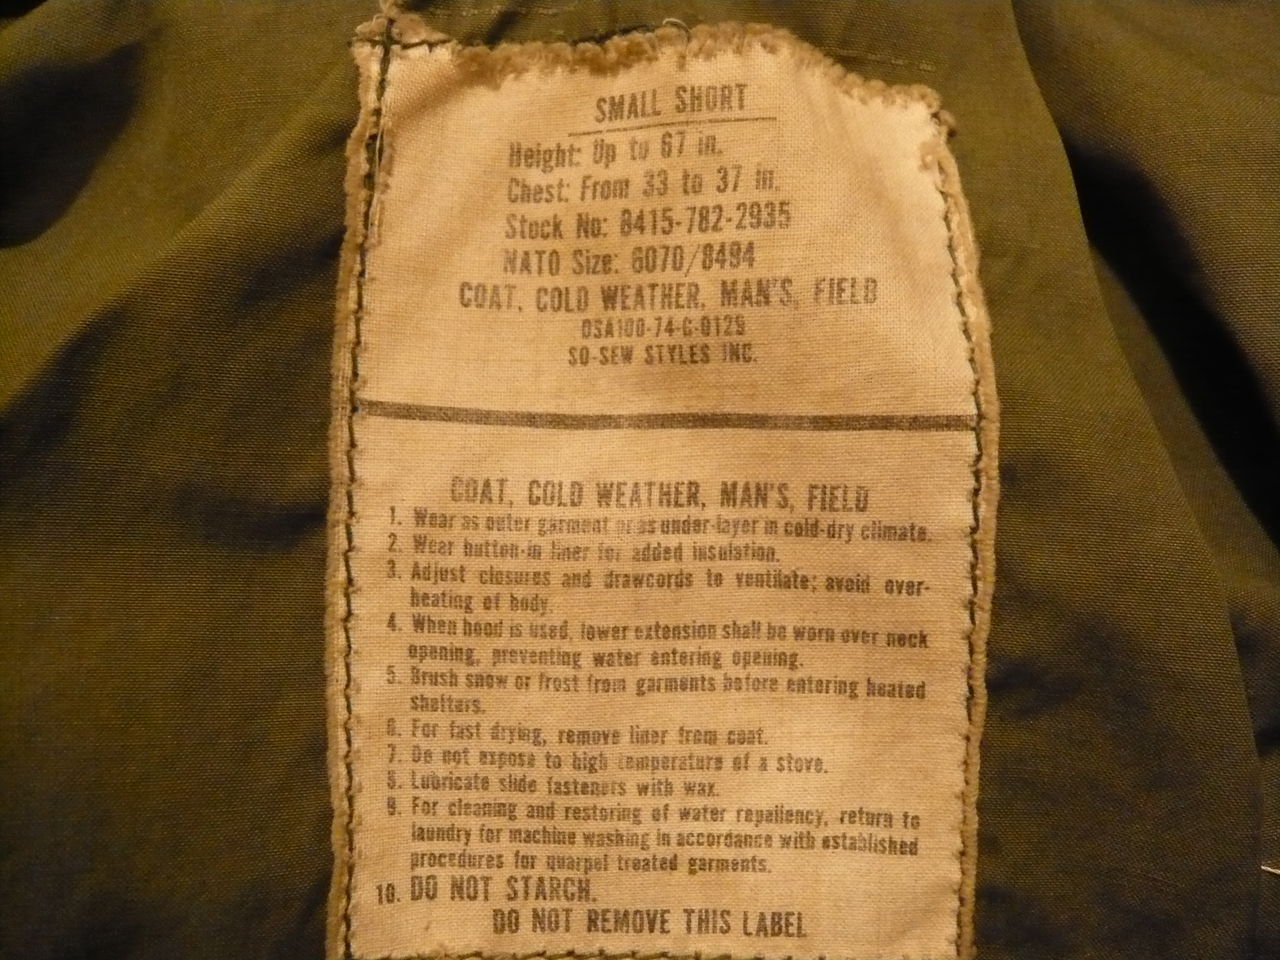 SMALL SHORT
Height: Up to 67 in.
Chest: From 33 to 37 in.
Stock No: 8415-782-2935
NATO Size: 6070/8494
COAT, COLD WEATHER, MAN'S, FIELD
DSA100-74-C-0129
SO-SEW STYLES INC.
COAT, COLD WEATHER, MAN'S, FIELD
1. Wear as outer garment or as under-layer in cold-dry climate.
2. Wear button-in liner for added insulation.
3. Adjust closures and drawcords to ventilate; avoid over-
heating of body.
4. When hood is used, lower extension shall be worn over neck
opening, preventing water entering opening.
5. Brush snow or frost from garments before entering heated
shelters.
6. For fast drying, remove liner from coat.
7. Do not expose to high temperature of a stove.
8. Lubricate slide fasteners with wax.
9. For cleaning and restoring of water repellency, return to
laundry for machine washing in accordance with established
procedures for quarpel treated garments.
10. DO NOT STARCH.
DO NOT REMOVE THIS LABEL